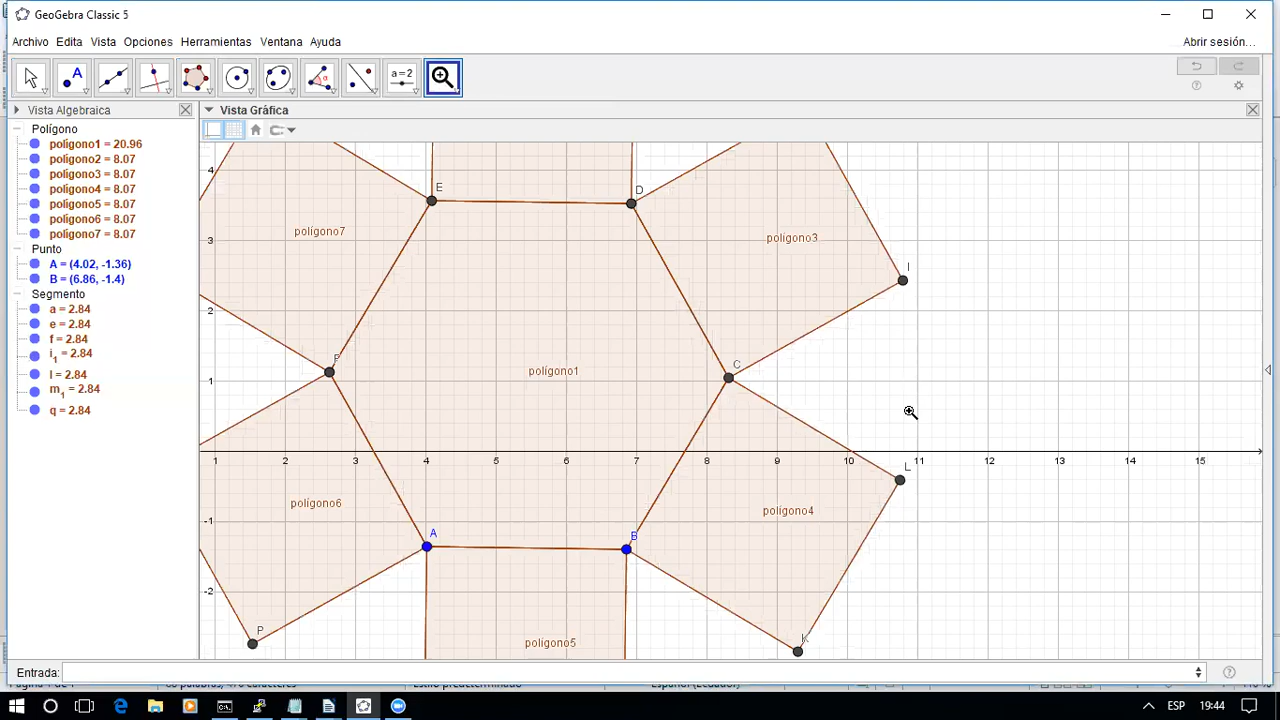 GeoGebra Classic 5
Archivo Edita Vista Opciones Herramientas Ventana Ayuda Abrir sesión...
A
α
a=2
Vista Algebraica
Vista Gráfica
Polígono
polígono1 = 20.96
polígono2 = 8.07
polígono3 = 8.07
polígono4 = 8.07
polígono5 = 8.07
polígono6 = 8.07
polígono7 = 8.07
Punto
A = (4.02, -1.36)
B = (6.86, -1.4)
Segmento
a = 2.84
e = 2.84
f = 2.84
i1 = 2.84
l = 2.84
m1 = 2.84
q = 2.84
4
E
D
polígono7
3
polígono3
I
2
F
C
1
polígono1
1 2 3 4 5 6 7 8 9 10 11 12 13 14 15
L
polígono6
polígono4
-1
A
B
-2
P
K
polígono5
Entrada:
ESP 19:44